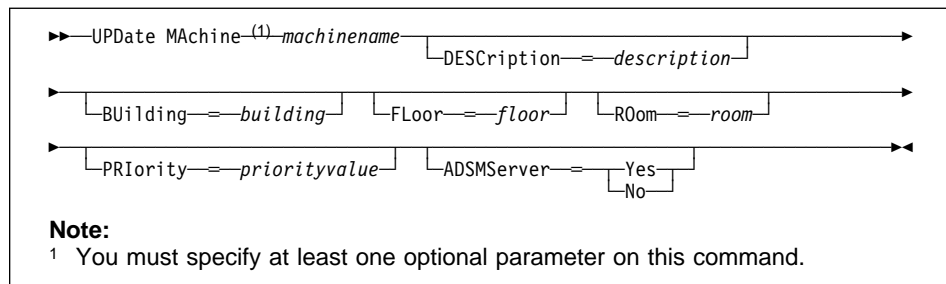 UPDate MAchine (1) machinename
DESCription = description
BUilding = building FLoor = floor ROom = room
PRIority = priorityvalue ADSMServer = Yes
No
Note:
1 You must specify at least one optional parameter on this command.